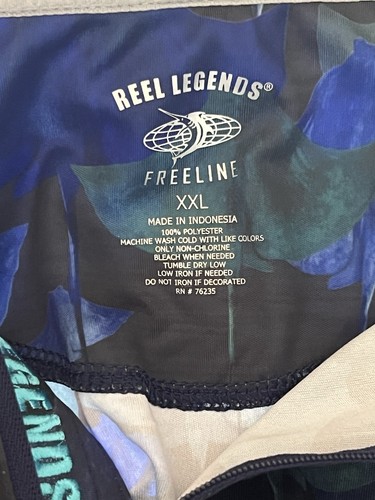 REEL LEGENDS®
FREELINE
XXL
MADE IN INDONESIA
100% POLYESTER
MACHINE WASH COLD WITH LIKE COLORS
ONLY NON-CHLORINE
BLEACH WHEN NEEDED
TUMBLE DRY LOW
LOW IRON IF NEEDED
DO NOT IRON IF DECORATED
RN # 76235
EGENDS